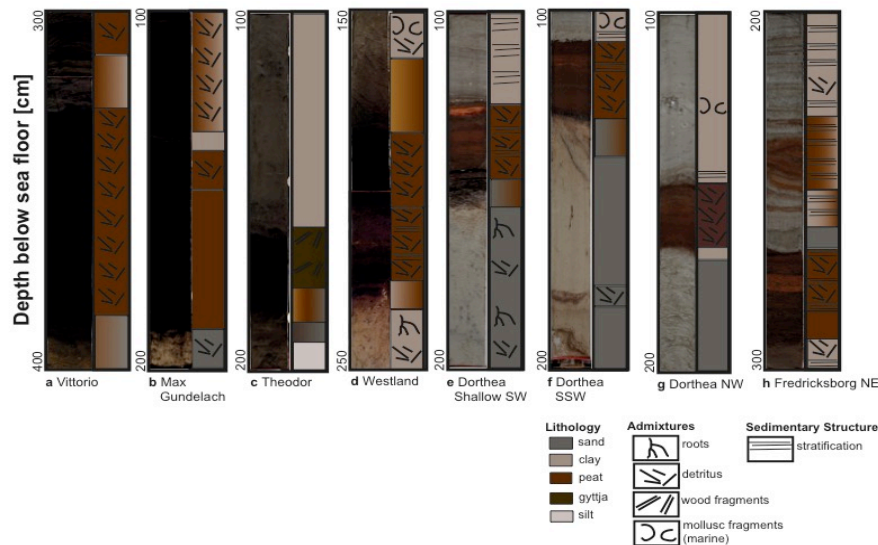 Depth below sea floor [cm]
300
400
100
200
100
200
150
250
100
200
100
200
100
200
200
300
a Vittorio
b Max
Gundelach
c Theodor
d Westland
e Dorthea
Shallow SW
f Dorthea
SSW
g Dorthea NW
h Fredricksborg NE
Lithology
sand
clay
peat
gyttja
silt
Admixtures
roots
detritus
wood fragments
mollusc fragments
(marine)
Sedimentary Structure
stratification